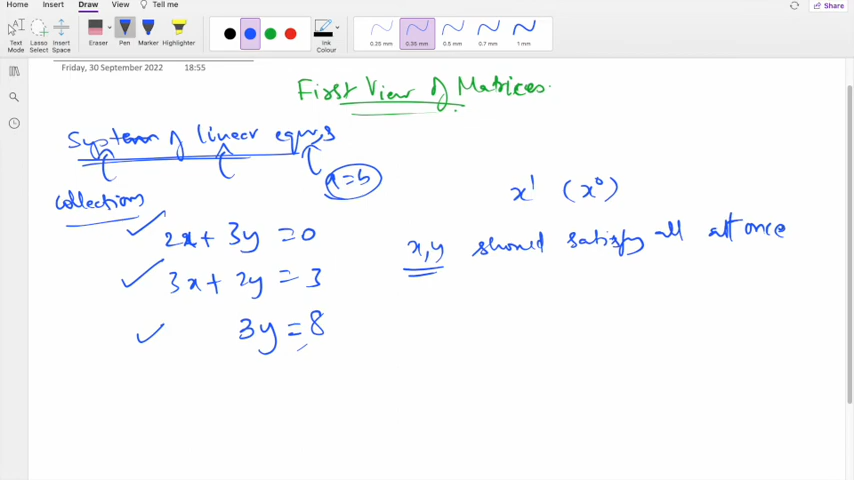 Home Insert Draw View Tell me Share
Text Mode Lasso Select Insert Space Eraser Pen Marker Highlighter Ink Colour 0.25 mm 0.35 mm 0.5 mm 0.7 mm 1 mm
Friday, 30 September 2022 18:55
First View of Matrices
System of linear equns
a=b
collections
x¹ (x⁰)
2x + 3y = 0
x,y should satisfy all at once
3x + 2y = 3
3y = 8